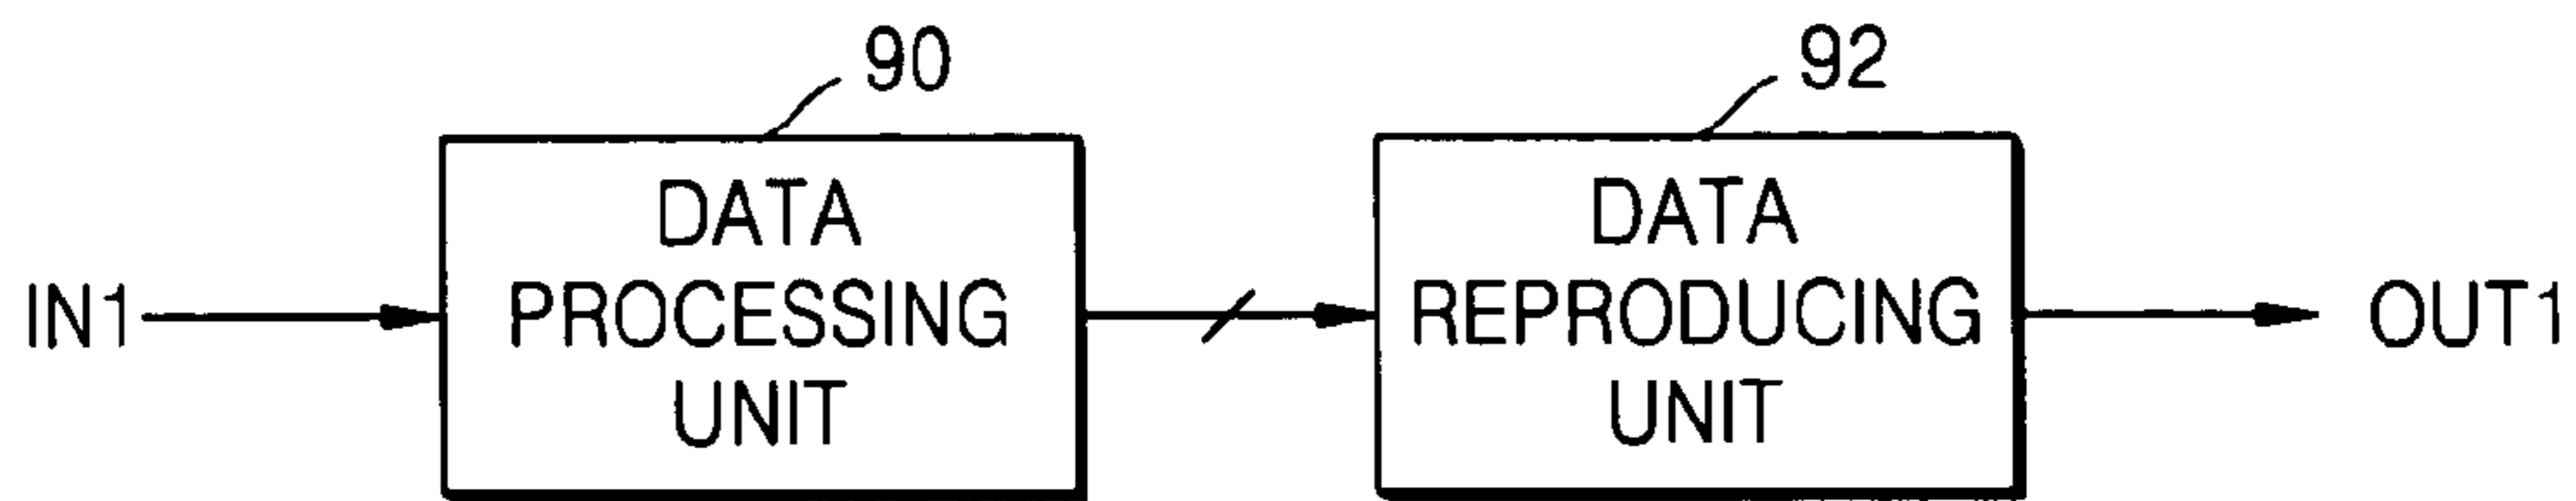 90
92
IN1
DATA
PROCESSING
UNIT
DATA
REPRODUCING
UNIT
OUT1